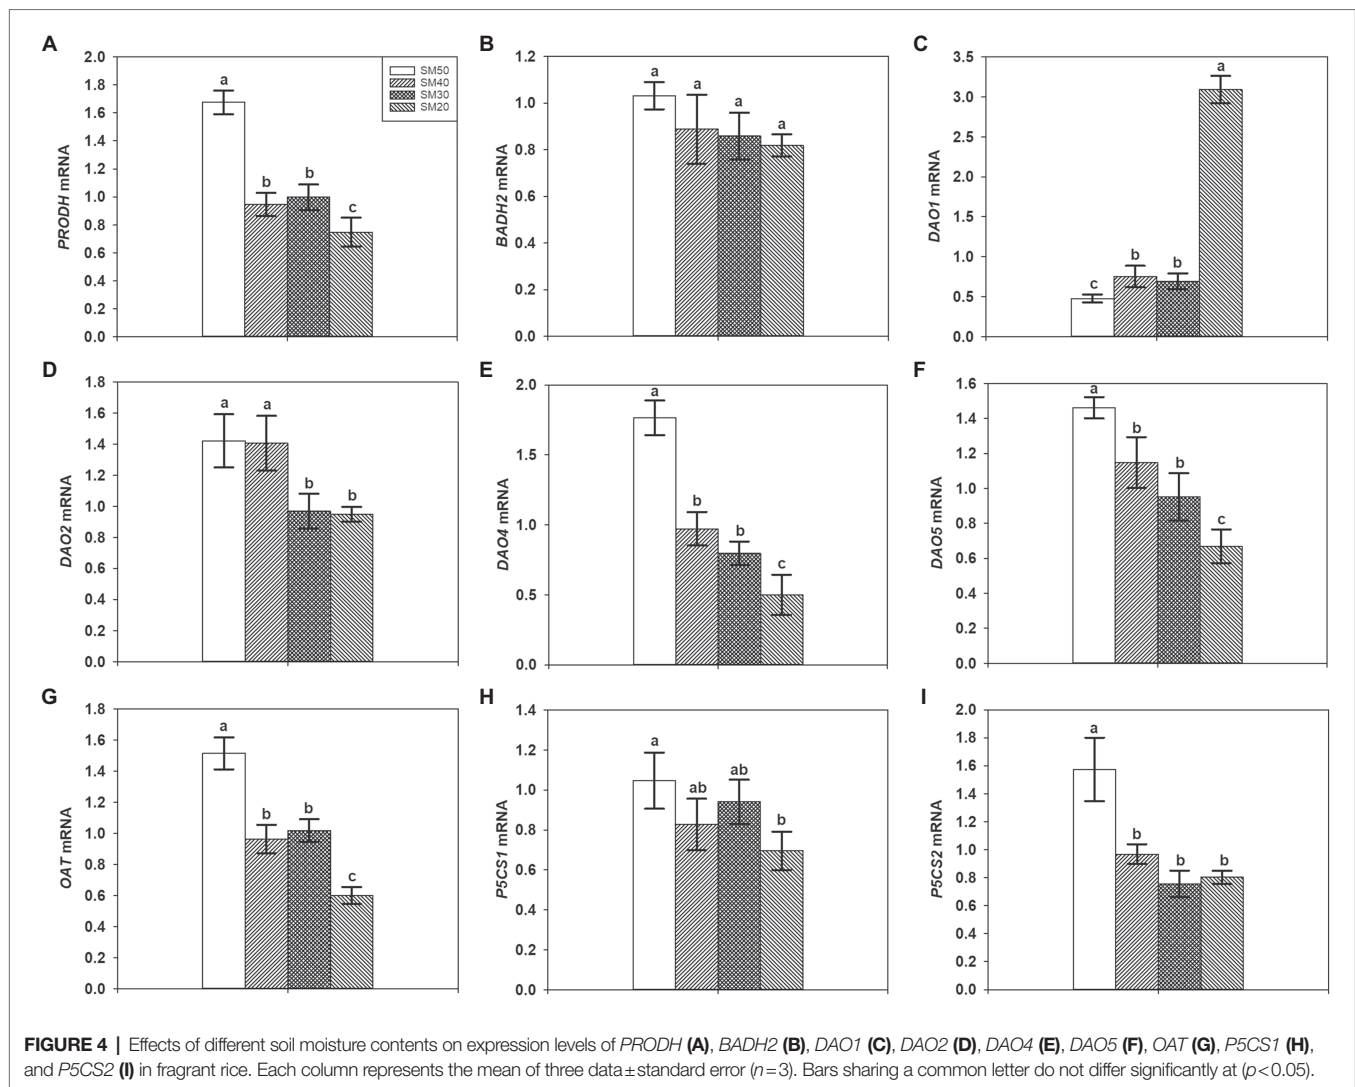 A
2.0
1.8
1.6
1.4
1.2
1.0
0.8
0.6
0.4
0.2
0.0
PRODH mRNA
a
b
b
c
SM50
SM40
SM30
SM20
B
1.2
1.0
0.8
0.6
0.4
0.2
0.0
BADH2 mRNA
a
a
a
a
C
3.5
3.0
2.5
2.0
1.5
1.0
0.5
0.0
DAO1 mRNA
c
b
b
a
D
1.8
1.6
1.4
1.2
1.0
0.8
0.6
0.4
0.2
0.0
DAO2 mRNA
a
a
b
b
E
2.0
1.5
1.0
0.5
0.0
DAO4 mRNA
a
b
b
c
F
1.6
1.4
1.2
1.0
0.8
0.6
0.4
0.2
0.0
DAO5 mRNA
a
b
b
c
G
1.8
1.6
1.4
1.2
1.0
0.8
0.6
0.4
0.2
0.0
OAT mRNA
a
b
b
c
H
1.4
1.2
1.0
0.8
0.6
0.4
0.2
0.0
P5CS1 mRNA
a
ab
ab
b
I
2.0
1.8
1.6
1.4
1.2
1.0
0.8
0.6
0.4
0.2
0.0
P5CS2 mRNA
a
b
b
b
FIGURE 4 | Effects of different soil moisture contents on expression levels of PRODH (A), BADH2 (B), DAO1 (C), DAO2 (D), DAO4 (E), DAO5 (F), OAT (G), P5CS1 (H),
and P5CS2 (I) in fragrant rice. Each column represents the mean of three data ± standard error (n = 3). Bars sharing a common letter do not differ significantly at (p < 0.05).